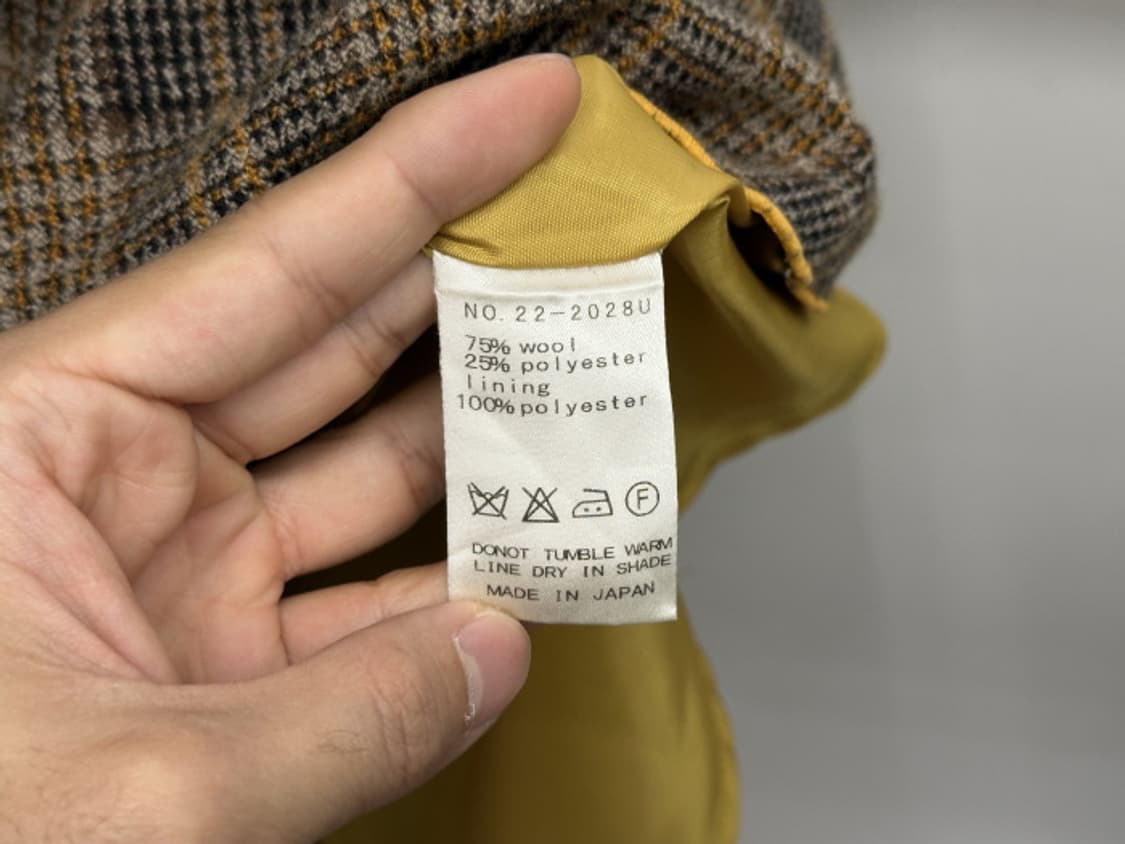 NO. 22-2028U
75% wool
25% polyester
lining
100% polyester
F
DONOT TUMBLE WARM
LINE DRY IN SHADE
MADE IN JAPAN